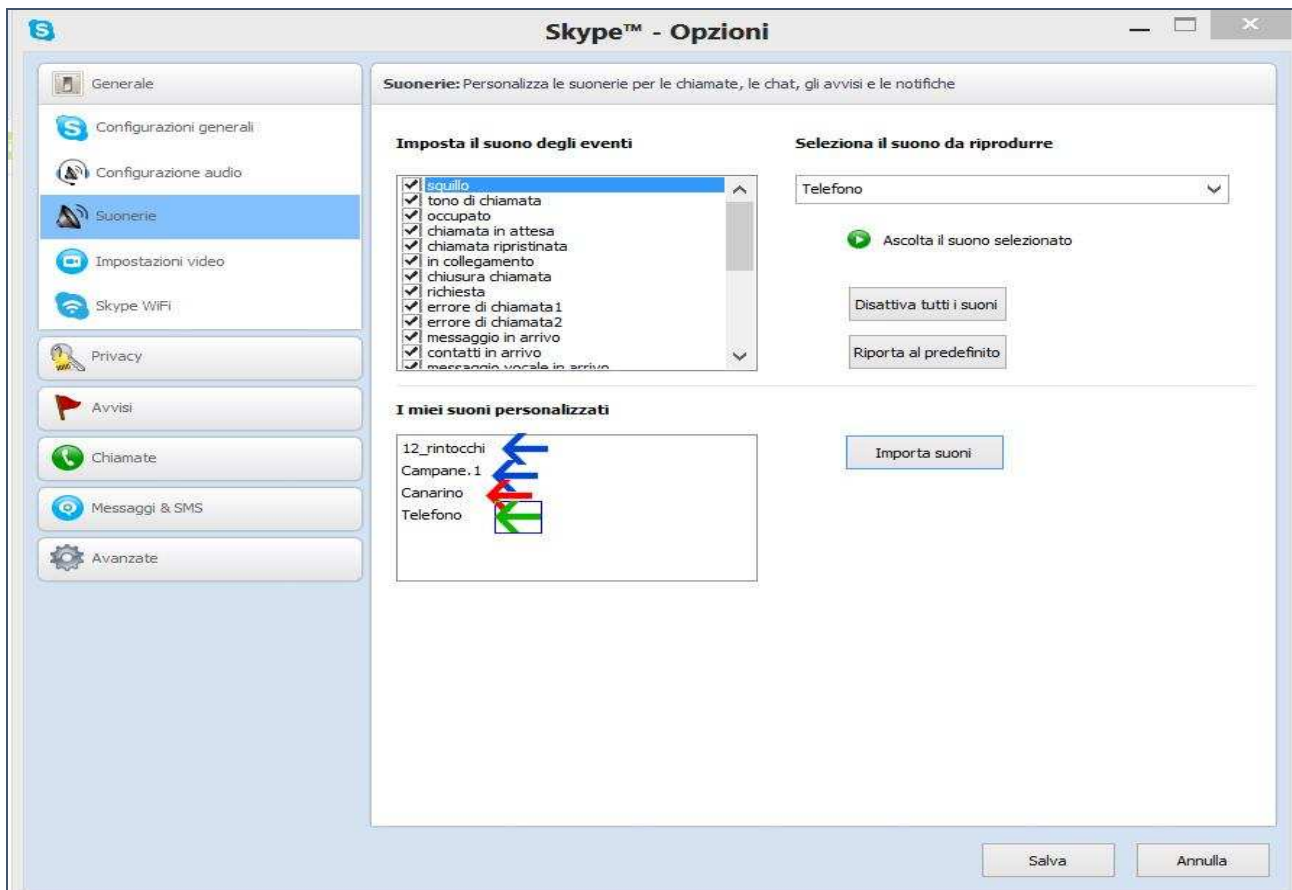 Skype™ - Opzioni
Generale
Configurazioni generali
Configurazione audio
Suonerie
Impostazioni video
Skype WiFi
Privacy
Avvisi
Chiamate
Messaggi & SMS
Avanzate
Suonerie: Personalizza le suonerie per le chiamate, le chat, gli avvisi e le notifiche
Imposta il suono degli eventi
squillo
tono di chiamata
occupato
chiamata in attesa
chiamata ripristinata
in collegamento
chiusura chiamata
richiesta
errore di chiamata1
errore di chiamata2
messaggio in arrivo
contatti in arrivo
messaggio vocale in arrivo
Seleziona il suono da riprodurre
Telefono
Ascolta il suono selezionato
Disattiva tutti i suoni
Riporta al predefinito
I miei suoni personalizzati
12_rintocchi
Campane.1
Canarino
Telefono
Importa suoni
Salva
Annulla